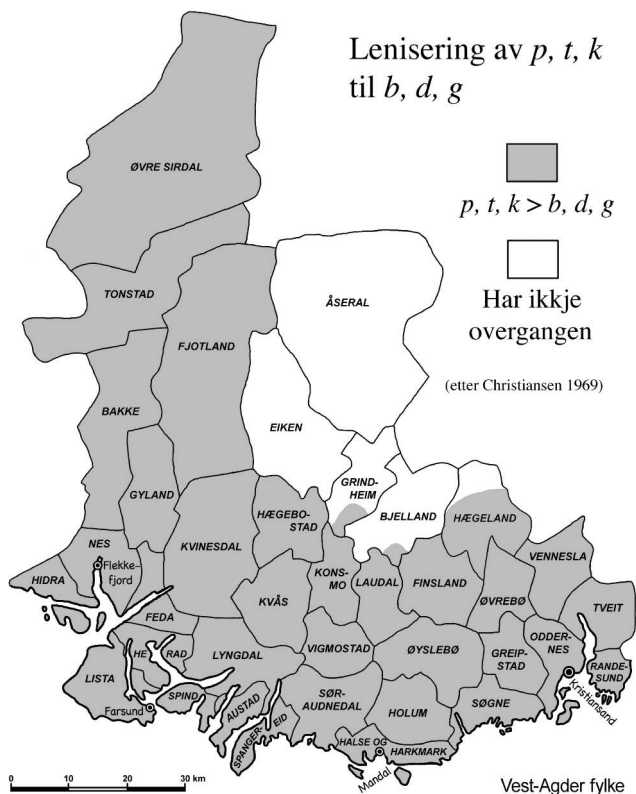 Lenisering av p, t, k
til b, d, g
p, t, k > b, d, g
Har ikkje
overgangen
(etter Christiansen 1969)
ØVRE SIRDAL
TONSTAD
ÅSERAL
FJOTLAND
BAKKE
EIKEN
GYLAND
GRIND-
HEIM
BJELLAND
HÆGEBO-
STAD
HÆGELAND
NES
Flekke-
fjord
KVINESDAL
VENNESLA
HIDRA
KONS-
MO
LAUDAL
FINSLAND
KVÅS
ØVREBØ
TVEIT
FEDA
HE
RAD
LYNGDAL
VIGMOSTAD
ØYSLEBØ
GREIP-
STAD
ODDER-
NES
LISTA
SPIND
RANDE-
SUND
Kristiansand
AUSTAD
SØR-
AUDNEDAL
HOLUM
SØGNE
Farsund
SPANGER-
EID
HALSE OG
HARKMARK
Mandal
0 10 20 30 km
Vest-Agder fylke